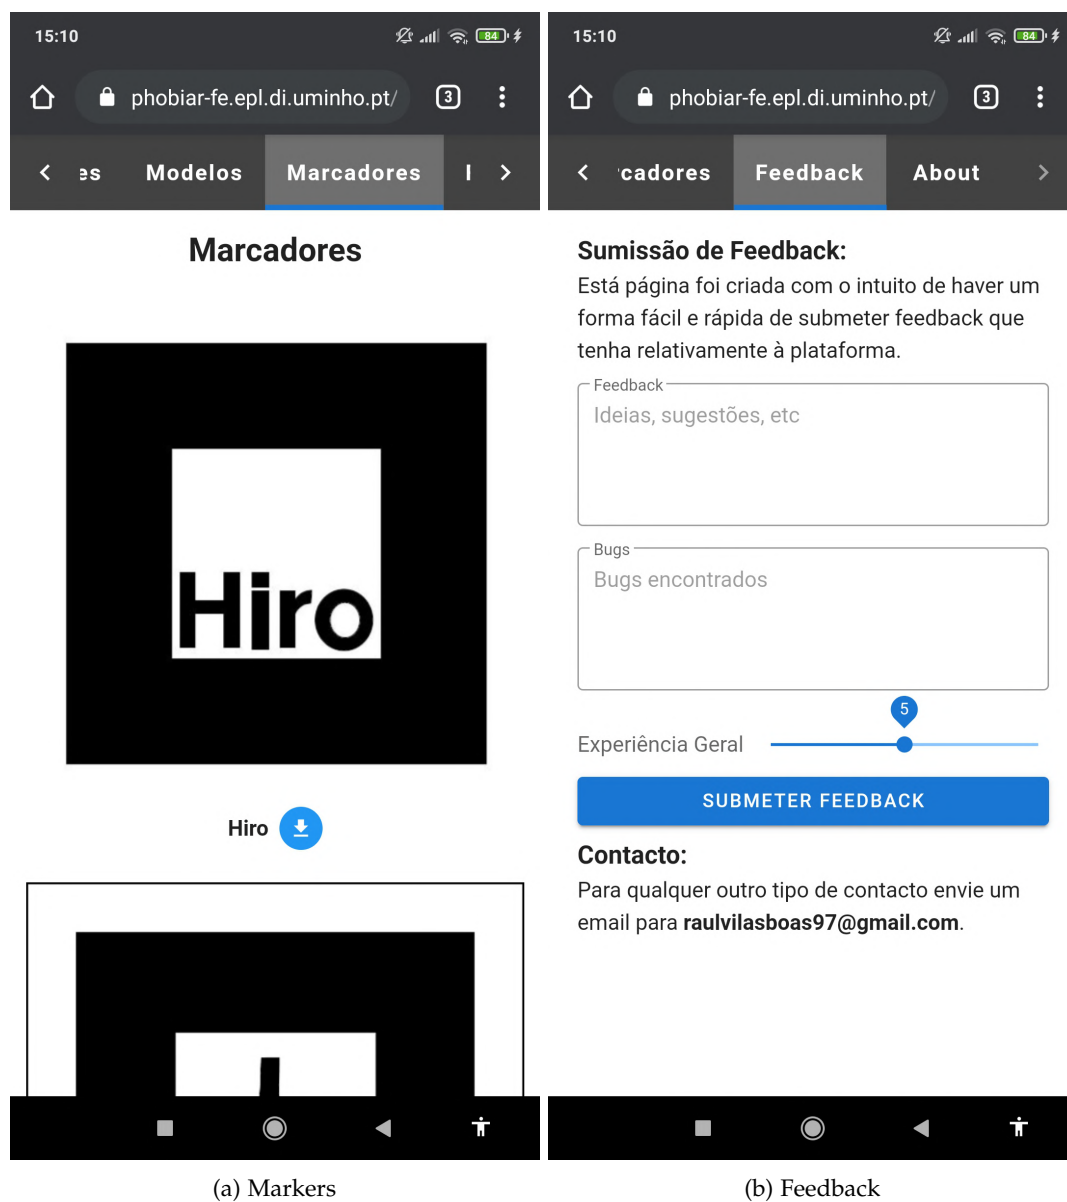 15:10
84
phobiar-fe.epl.di.uminho.pt/
3
es Modelos Marcadores
Marcadores
Hiro
Hiro
(a) Markers
15:10
84
phobiar-fe.epl.di.uminho.pt/
3
cadores Feedback About
Sumissão de Feedback:
Está página foi criada com o intuito de haver um
forma fácil e rápida de submeter feedback que
tenha relativamente à plataforma.
Feedback
Ideias, sugestões, etc
Bugs
Bugs encontrados
5
Experiência Geral
SUBMETER FEEDBACK
Contacto:
Para qualquer outro tipo de contacto envie um
email para raulvilasboas97@gmail.com.
(b) Feedback